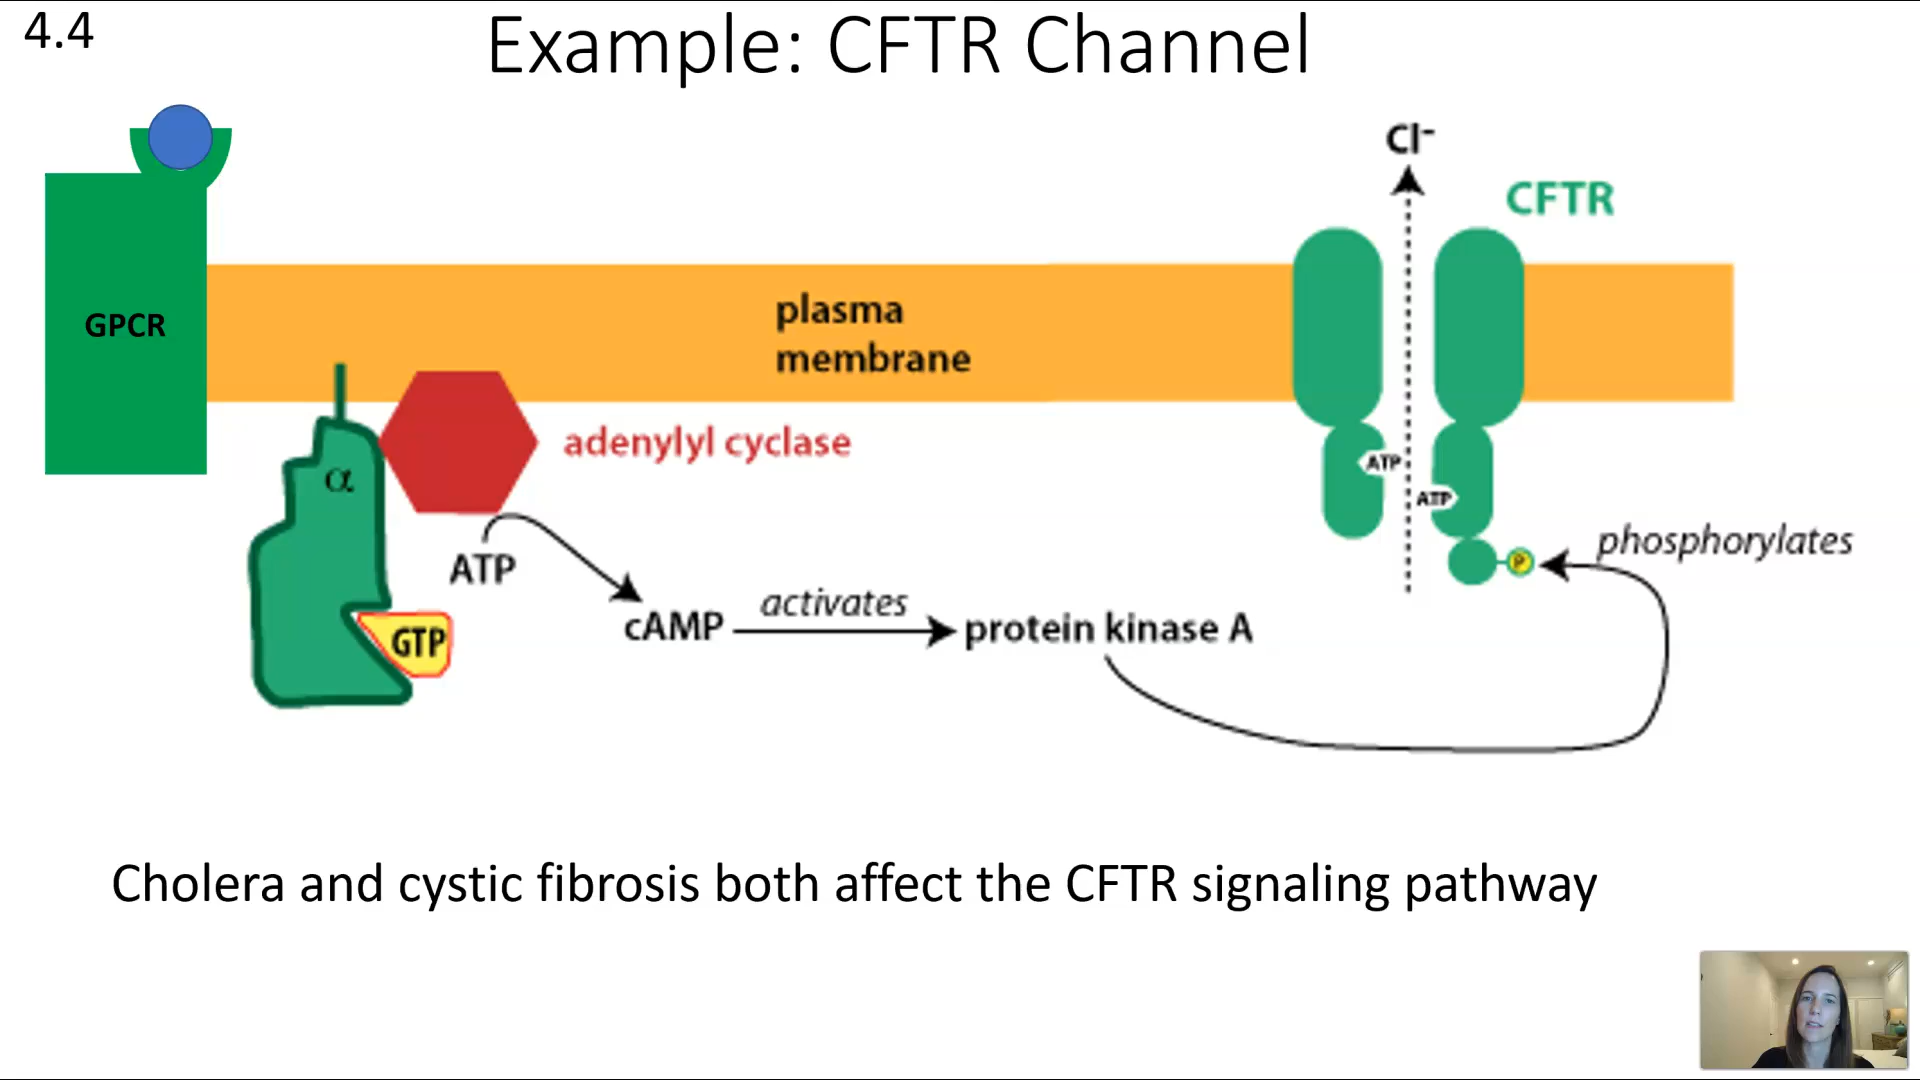 4.4
Example: CFTR Channel
Cl⁻
CFTR
GPCR
plasma
membrane
α
adenylyl cyclase
ATP
ATP
P
phosphorylates
ATP
GTP
cAMP
activates
protein kinase A
Cholera and cystic fibrosis both affect the CFTR signaling pathway